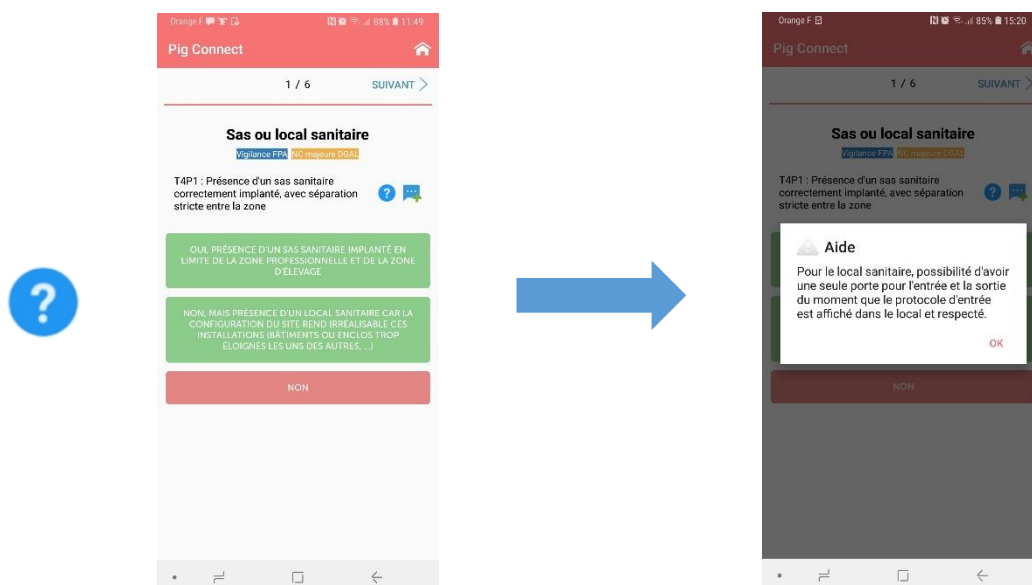 Orange F
88% 11:49
Pig Connect
1 / 6
SUIVANT
Sas ou local sanitaire
Vigilance FPA NC majeure DGAL
T4P1 : Présence d'un sas sanitaire
correctement implanté, avec séparation
stricte entre la zone
?
OUI, PRÉSENCE D'UN SAS SANITAIRE IMPLANTÉ EN
LIMITE DE LA ZONE PROFESSIONNELLE ET DE LA ZONE
D'ÉLEVAGE
NON, MAIS PRÉSENCE D'UN LOCAL SANITAIRE CAR LA
CONFIGURATION DU SITE REND IRRÉALISABLE CES
INSTALLATIONS (BÂTIMENTS OU ENCLOS TROP
ÉLOIGNÉS LES UNS DES AUTRES, ...)
NON
?
Orange F
85% 15:20
Pig Connect
1 / 6
SUIVANT
Sas ou local sanitaire
Vigilance FPA NC majeure DGAL
T4P1 : Présence d'un sas sanitaire
correctement implanté, avec séparation
stricte entre la zone
?
Aide
Pour le local sanitaire, possibilité d'avoir
une seule porte pour l'entrée et la sortie
du moment que le protocole d'entrée
est affiché dans le local et respecté.
OK
NON